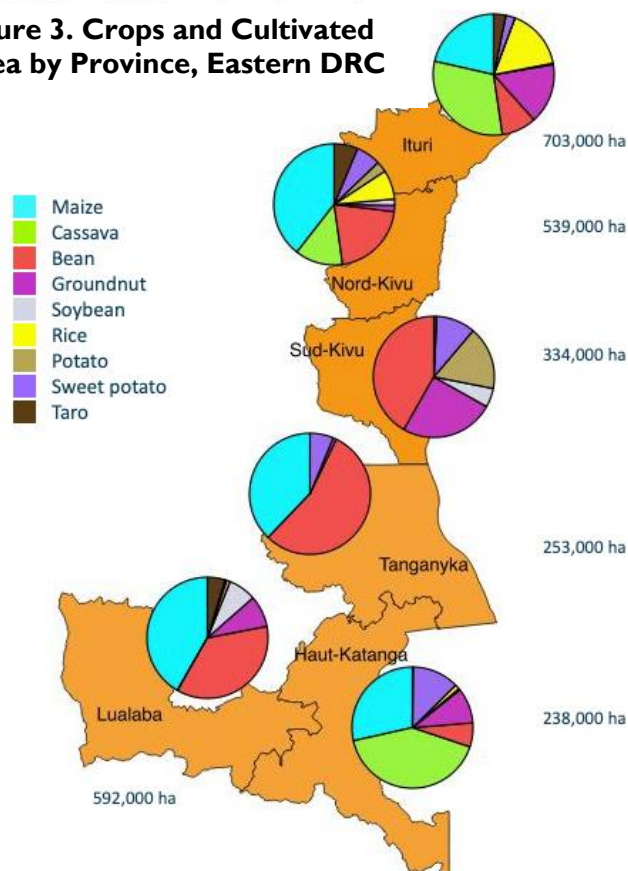 ure 3. Crops and Cultivated
ea by Province, Eastern DRC
Ituri
703,000 ha
Maize
Cassava
Bean
Groundnut
Soybean
Rice
Potato
Sweet potato
Taro
539,000 ha
Nord-Kivu
Sud-Kivu
334,000 ha
253,000 ha
Tanganyka
Haut-Katanga
Lualaba
238,000 ha
592,000 ha